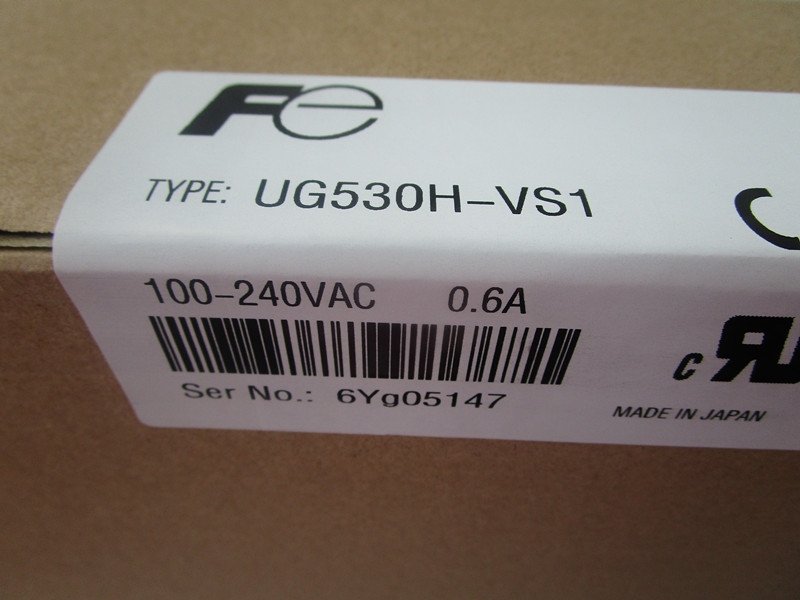 Fe
TYPE: UG530H-VS1
100-240VAC 0.6A
Ser No.: 6Yg05147
MADE IN JAPAN